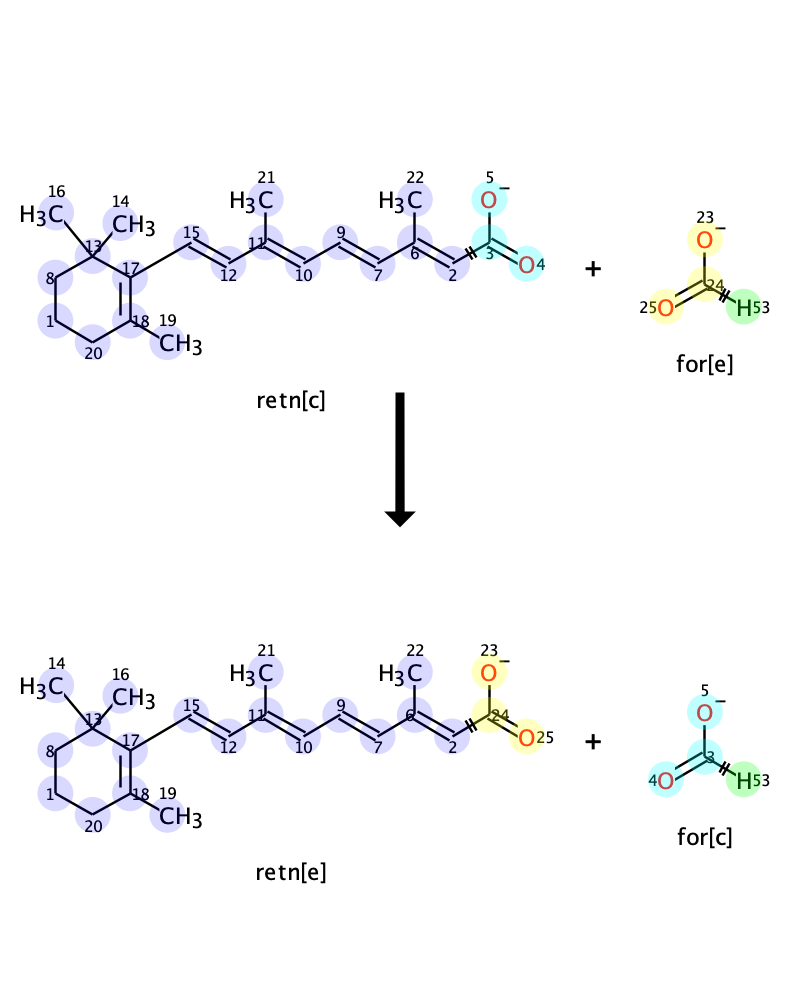 16 14 21 22 5
H3C CH3 H3C H3C O− 23
13 15 11 9 6 O−
8 17 12 10 7 2 3 O4 + 24
1 18 19 25O H53
20 CH3
for[e]
retn[c]
14 16 21 22 23
H3C CH3 H3C H3C O− 5
13 15 11 9 6 24 O−
8 17 12 10 7 2 O25 + 3
1 18 19 4O H53
20 CH3
for[c]
retn[e]